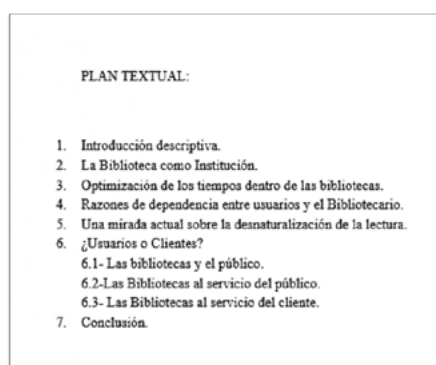 PLAN TEXTUAL:
1. Introducción descriptiva.
2. La Biblioteca como Institución.
3. Optimización de los tiempos dentro de las bibliotecas.
4. Razones de dependencia entre usuarios y el Bibliotecario.
5. Una mirada actual sobre la desnaturalización de la lectura.
6. ¿Usuarios o Clientes?
6.1- Las bibliotecas y el público.
6.2-Las Bibliotecas al servicio del público.
6.3- Las Bibliotecas al servicio del cliente.
7. Conclusión.